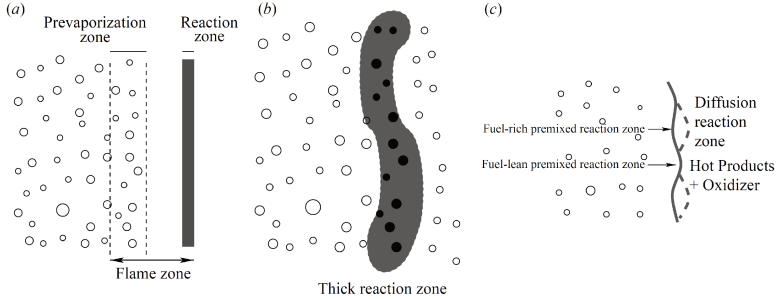 (a)
Prevaporization
zone
Reaction
zone
Flame zone
(b)
Thick reaction zone
(c)
Fuel-rich premixed reaction zone
Fuel-lean premixed reaction zone
Diffusion
reaction
zone
Hot Products
+ Oxidizer